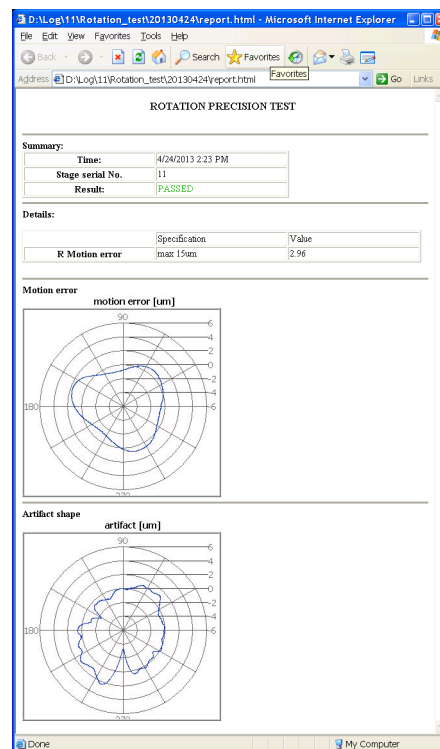 D:\Log\11\Rotation_test\20130424\report.html - Microsoft Internet Explorer
File Edit View Favorites Tools Help
Back Search Favorites
Address D:\Log\11\Rotation_test\20130424\report.html Go Links
Favorites
ROTATION PRECISION TEST
Summary:
Time: 4/24/2013 2:23 PM
Stage serial No. 11
Result: PASSED
Details:
Specification Value
R Motion error max 15um 2.96
Motion error
motion error [um]
90
6
4
2
0
-2
-4
180 -6
270
Artifact shape
artifact [um]
90
6
4
2
0
-2
-4
180 -6
270
Done My Computer